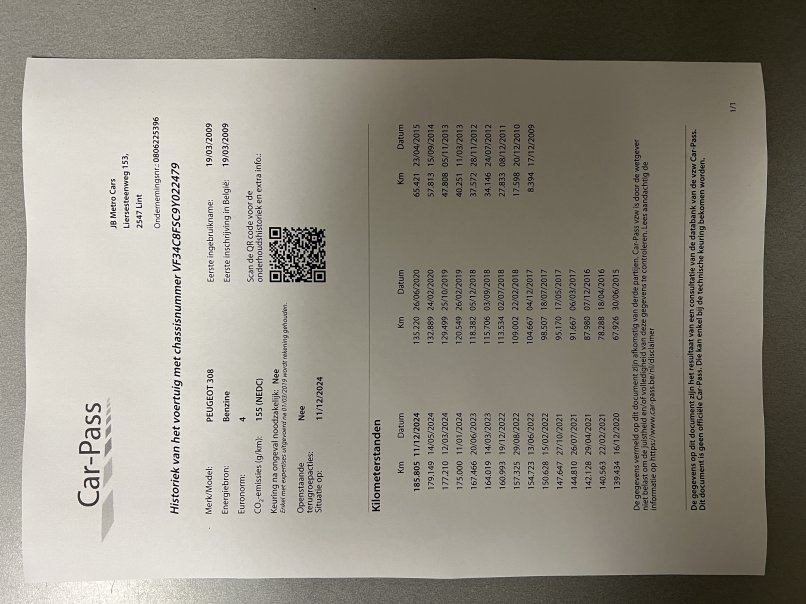 Car-Pass
JB Metro Cars
Liersesteenweg 153,
2547 Lint
Ondernemingsnr.: 0806225396
Historiek van het voertuig met chassisnummer VF34C8FSC9Y022479
Merk/Model: PEUGEOT 308
Energiebron: Benzine
Euronorm: 4
CO₂-emissies (g/km): 155 (NEDC)
Keuring na ongeval noodzakelijk: Nee
Enkel met expertises uitgevoerd na 01/03/2019 wordt rekening gehouden.
Openstaande terugroepacties: Nee
Situatie op: 11/12/2024
Eerste ingebruikname: 19/03/2009
Eerste inschrijving in België: 19/03/2009
Scan de QR code voor de
onderhoudshistoriek en extra info.:
Kilometerstanden
Km Datum Km Datum Km Datum
185.805 11/12/2024 135.220 26/06/2020 65.421 23/04/2015
179.149 14/05/2024 132.889 24/02/2020 57.813 15/09/2014
177.210 12/03/2024 129.499 25/10/2019 47.808 05/11/2013
175.000 11/01/2024 120.549 26/02/2019 40.251 11/03/2013
167.466 20/06/2023 118.382 05/12/2018 37.572 28/11/2012
164.019 14/03/2023 115.706 03/09/2018 34.146 24/07/2012
160.993 19/12/2022 113.534 02/07/2018 27.833 08/12/2011
157.325 29/08/2022 109.002 22/02/2018 17.598 20/12/2010
154.723 13/06/2022 104.667 04/12/2017 8.394 17/12/2009
150.628 15/02/2022 98.507 18/07/2017
147.647 27/10/2021 95.170 17/05/2017
144.810 26/07/2021 91.667 06/03/2017
142.128 29/04/2021 87.980 07/12/2016
140.563 22/02/2021 78.288 18/04/2016
139.434 16/12/2020 67.926 30/06/2015
De gegevens vermeld op dit document zijn afkomstig van derde partijen. Car-Pass vzw is door de wetgever
niet belast om de juistheid en/of volledigheid van deze gegevens te controleren. Lees aandachtig de
informatie op https://www.car-pass.be/nl/disclaimer
De gegevens op dit document zijn het resultaat van een consultatie van de databank van de vzw Car-Pass.
Dit document is geen officiële Car-Pass. Die kan enkel bij de technische keuring bekomen worden.
1/1